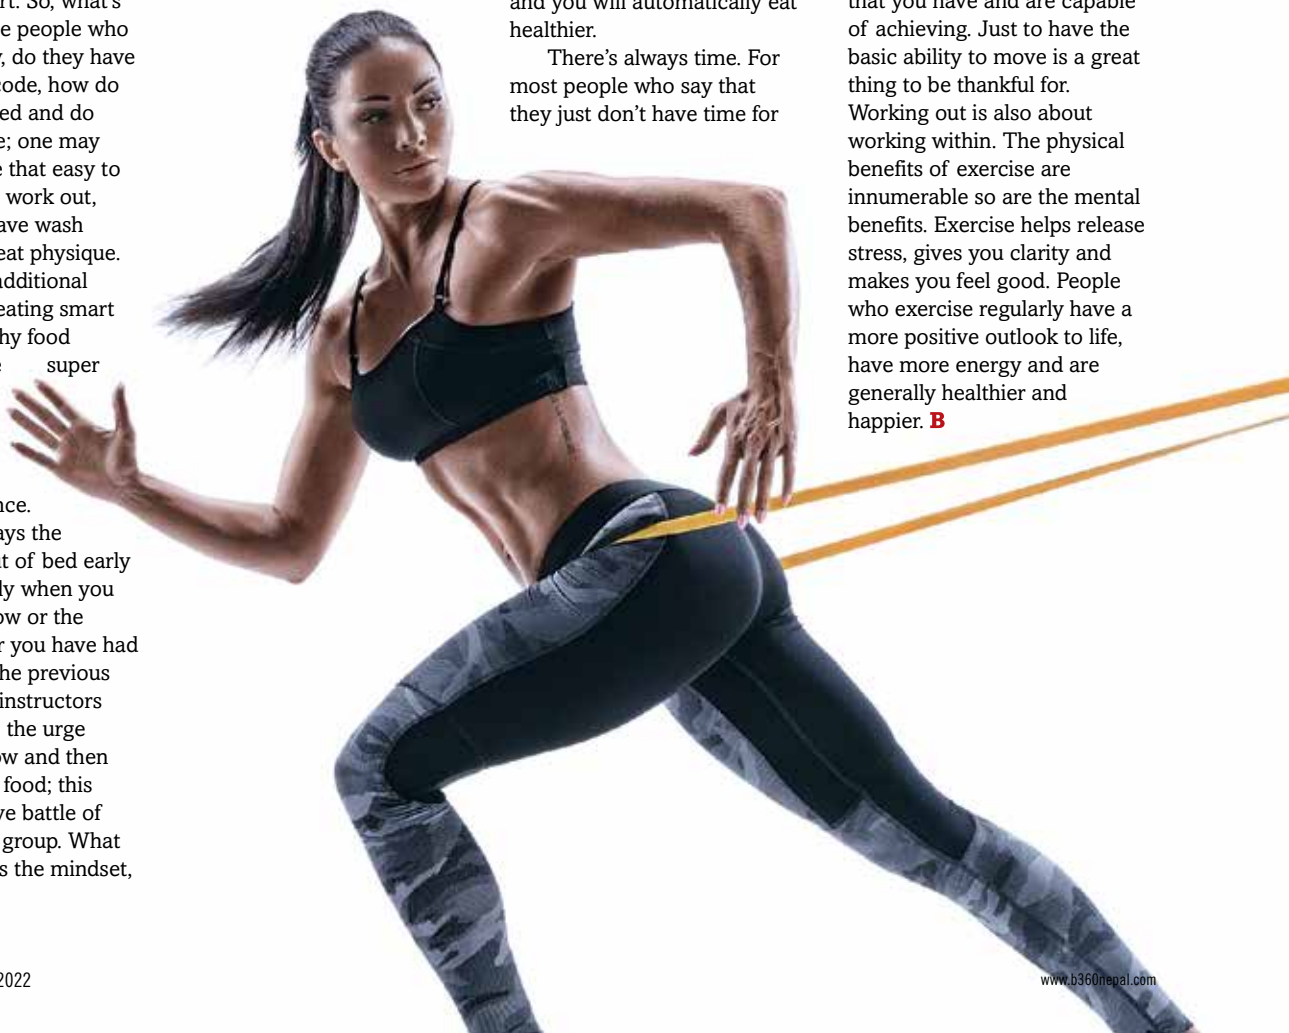 rt. So, what's
e people who
, do they have
code, how do
ed and do
e; one may
e that easy to
work out,
ave wash
eat physique.
additional
eating smart
hy food
super
nce.
ays the
t of bed early
ly when you
ow or the
r you have had
he previous
instructors
the urge
ow and then
food; this
ve battle of
group. What
s the mindset,
2022
and you will automatically eat
healthier.
There's always time. For
most people who say that
they just don't have time for
that you have and are capable
of achieving. Just to have the
basic ability to move is a great
thing to be thankful for.
Working out is also about
working within. The physical
benefits of exercise are
innumerable so are the mental
benefits. Exercise helps release
stress, gives you clarity and
makes you feel good. People
who exercise regularly have a
more positive outlook to life,
have more energy and are
generally healthier and
happier. B
www.b360nepal.com